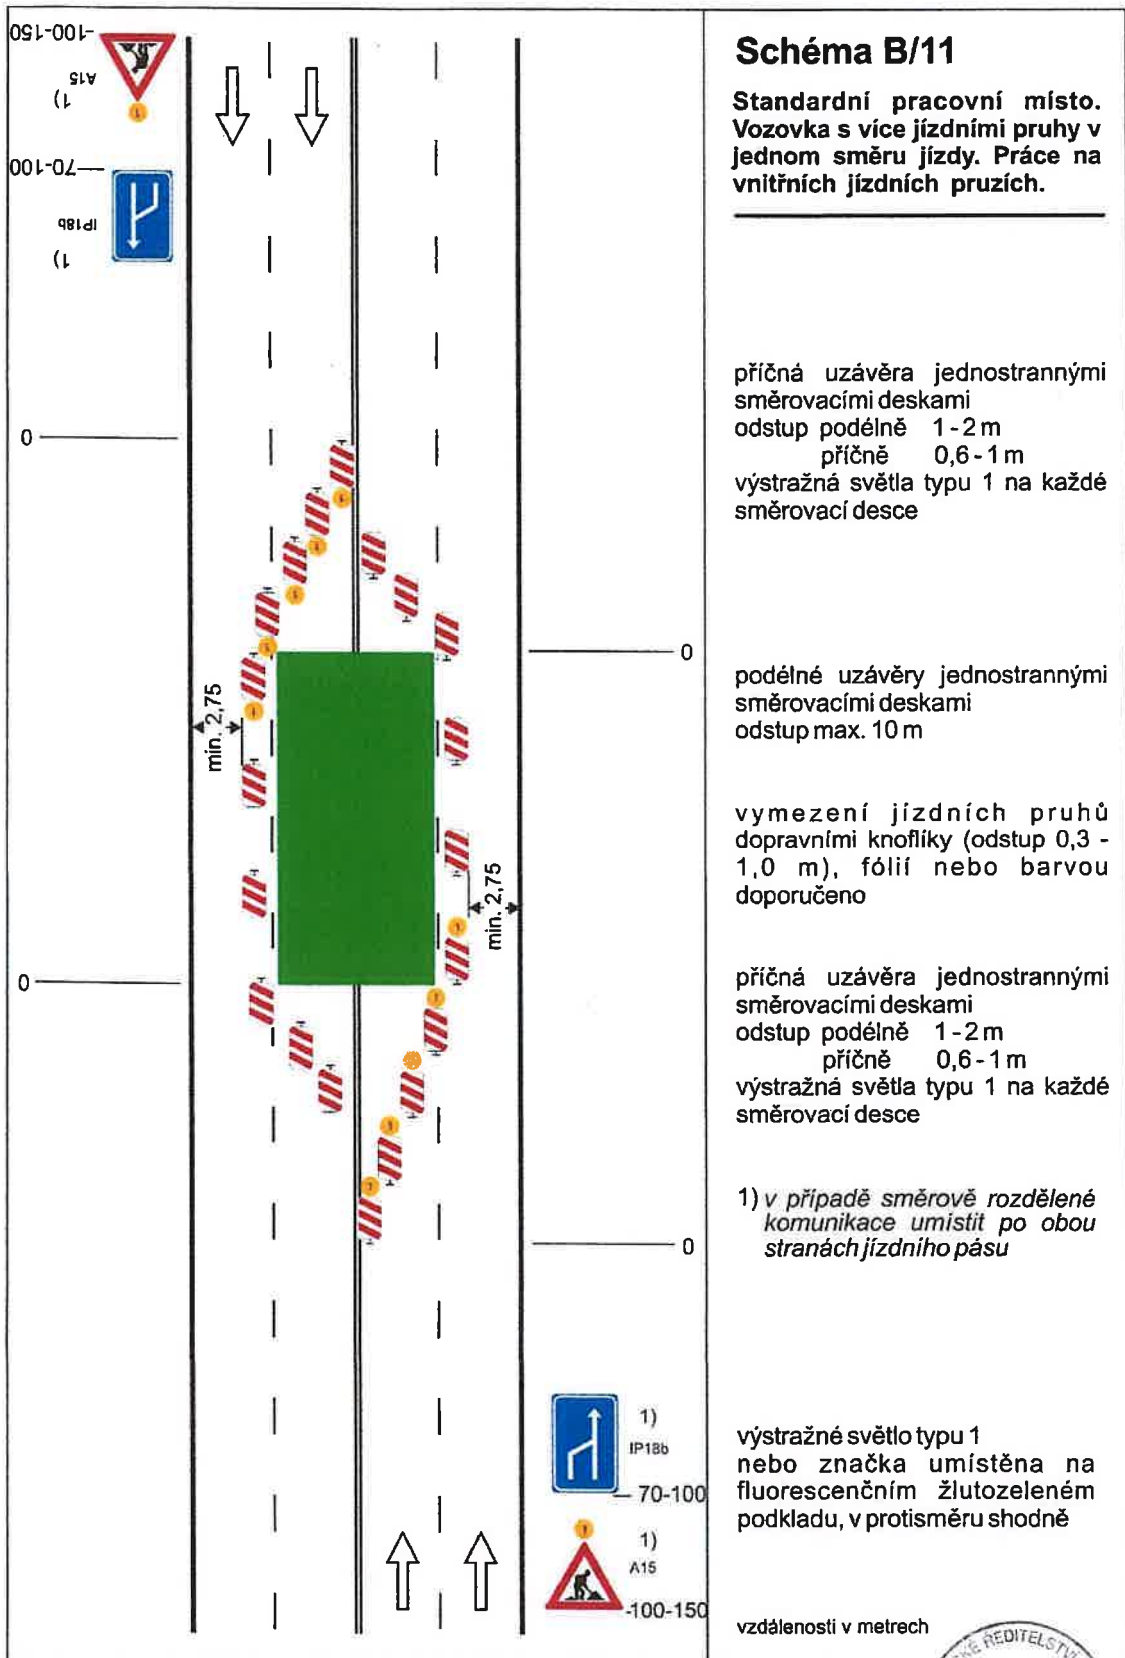 100-150
A15
1)
70-100
IP18b
1)
0
min. 2,75
0
0
min. 2,75
0
1)
IP18b
70-100
1)
A15
100-150
Schéma B/11
Standardní pracovní místo.
Vozovka s více jízdními pruhy v
jednom směru jízdy. Práce na
vnitřních jízdních pruzích.
příčná uzávěra jednostrannými
směrovacími deskami
odstup podélně 1-2 m
příčně 0,6-1 m
výstražná světla typu 1 na každé
směrovací desce
podélné uzávěry jednostrannými
směrovacími deskami
odstup max. 10 m
vymezení jízdních pruhů
dopravními knoflíky (odstup 0,3 -
1,0 m), fólií nebo barvou
doporučeno
příčná uzávěra jednostrannými
směrovacími deskami
odstup podélně 1-2 m
příčně 0,6-1 m
výstražná světla typu 1 na každé
směrovací desce
1) v případě směrově rozdělené
komunikace umístit po obou
stranách jízdního pásu
výstražné světlo typu 1
nebo značka umístěna na
fluorescenčním žlutozeleném
podkladu, v protisměru shodně
vzdálenosti v metrech